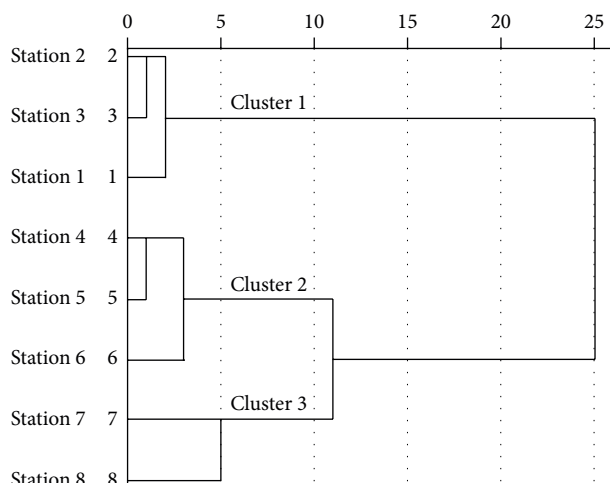 0 5 10 15 20 25
Station 2 2
Cluster 1
Station 3 3
Station 1 1
Station 4 4
Cluster 2
Station 5 5
Station 6 6
Cluster 3
Station 7 7
Station 8 8